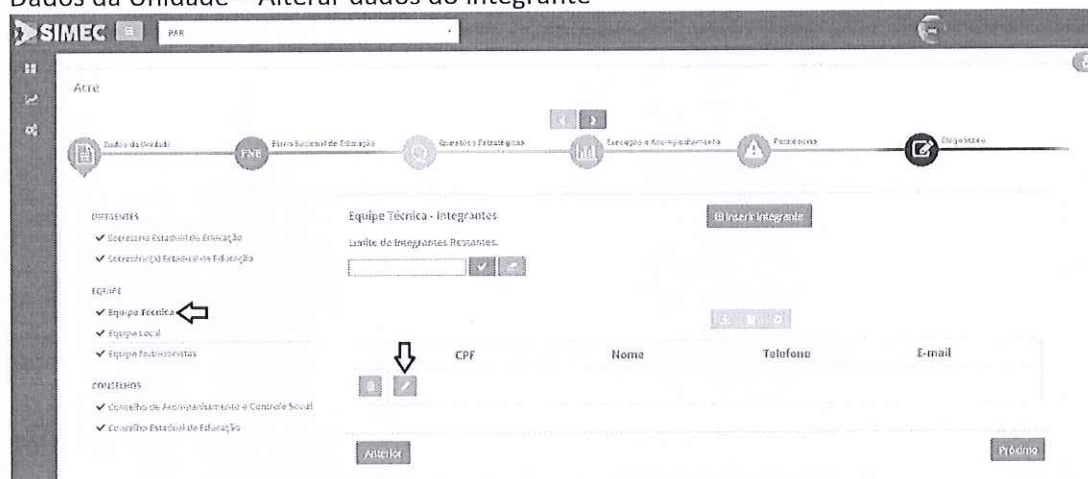 Dados da Unidade – Alterar dados do integrante
SIMEC
PAR
Acre
Dados da Unidade
PNE
Plano Nacional de Educação
Questões Estratégicas
Execução e Acompanhamento
Pendências
Diagnóstico
DIRIGENTES
Secretaria Estadual de Educação
Secretário(a) Estadual de Educação
EQUIPE
Equipe Técnica
Equipe Local
Equipe Nutricionistas
CONSELHOS
Conselho de Acompanhamento e Controle Social
Conselho Estadual de Educação
Equipe Técnica - Integrantes
Inserir Integrante
Limite de Integrantes Restantes.
CPF
Nome
Telefone
E-mail
Anterior
Próximo